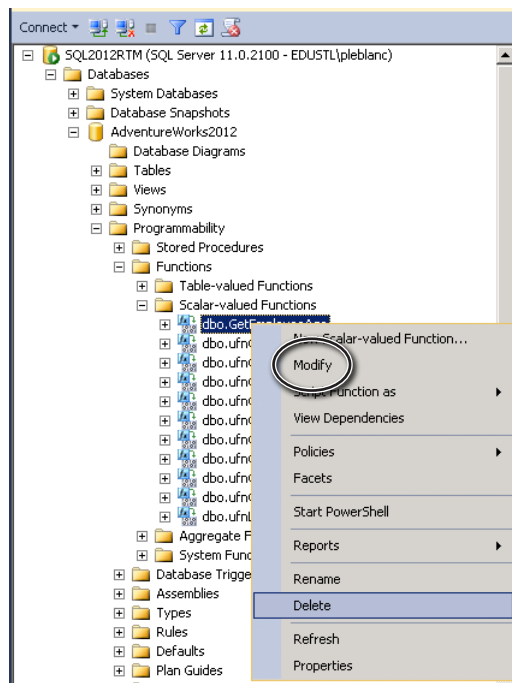 Connect
SQL2012RTM (SQL Server 11.0.2100 - EDUSTL\pleblanc)
Databases
System Databases
Database Snapshots
AdventureWorks2012
Database Diagrams
Tables
Views
Synonyms
Programmability
Stored Procedures
Functions
Table-valued Functions
Scalar-valued Functions
dbo.GetEmployeeAge
dbo.ufn
dbo.ufn
dbo.ufn
dbo.ufn
dbo.ufn
dbo.ufn
dbo.ufn
dbo.ufn
dbo.ufn
dbo.ufnL
Aggregate F
System Func
Database Trigge
Assemblies
Types
Rules
Defaults
Plan Guides
New Scalar-valued Function...
Modify
Script Function as
View Dependencies
Policies
Facets
Start PowerShell
Reports
Rename
Delete
Refresh
Properties